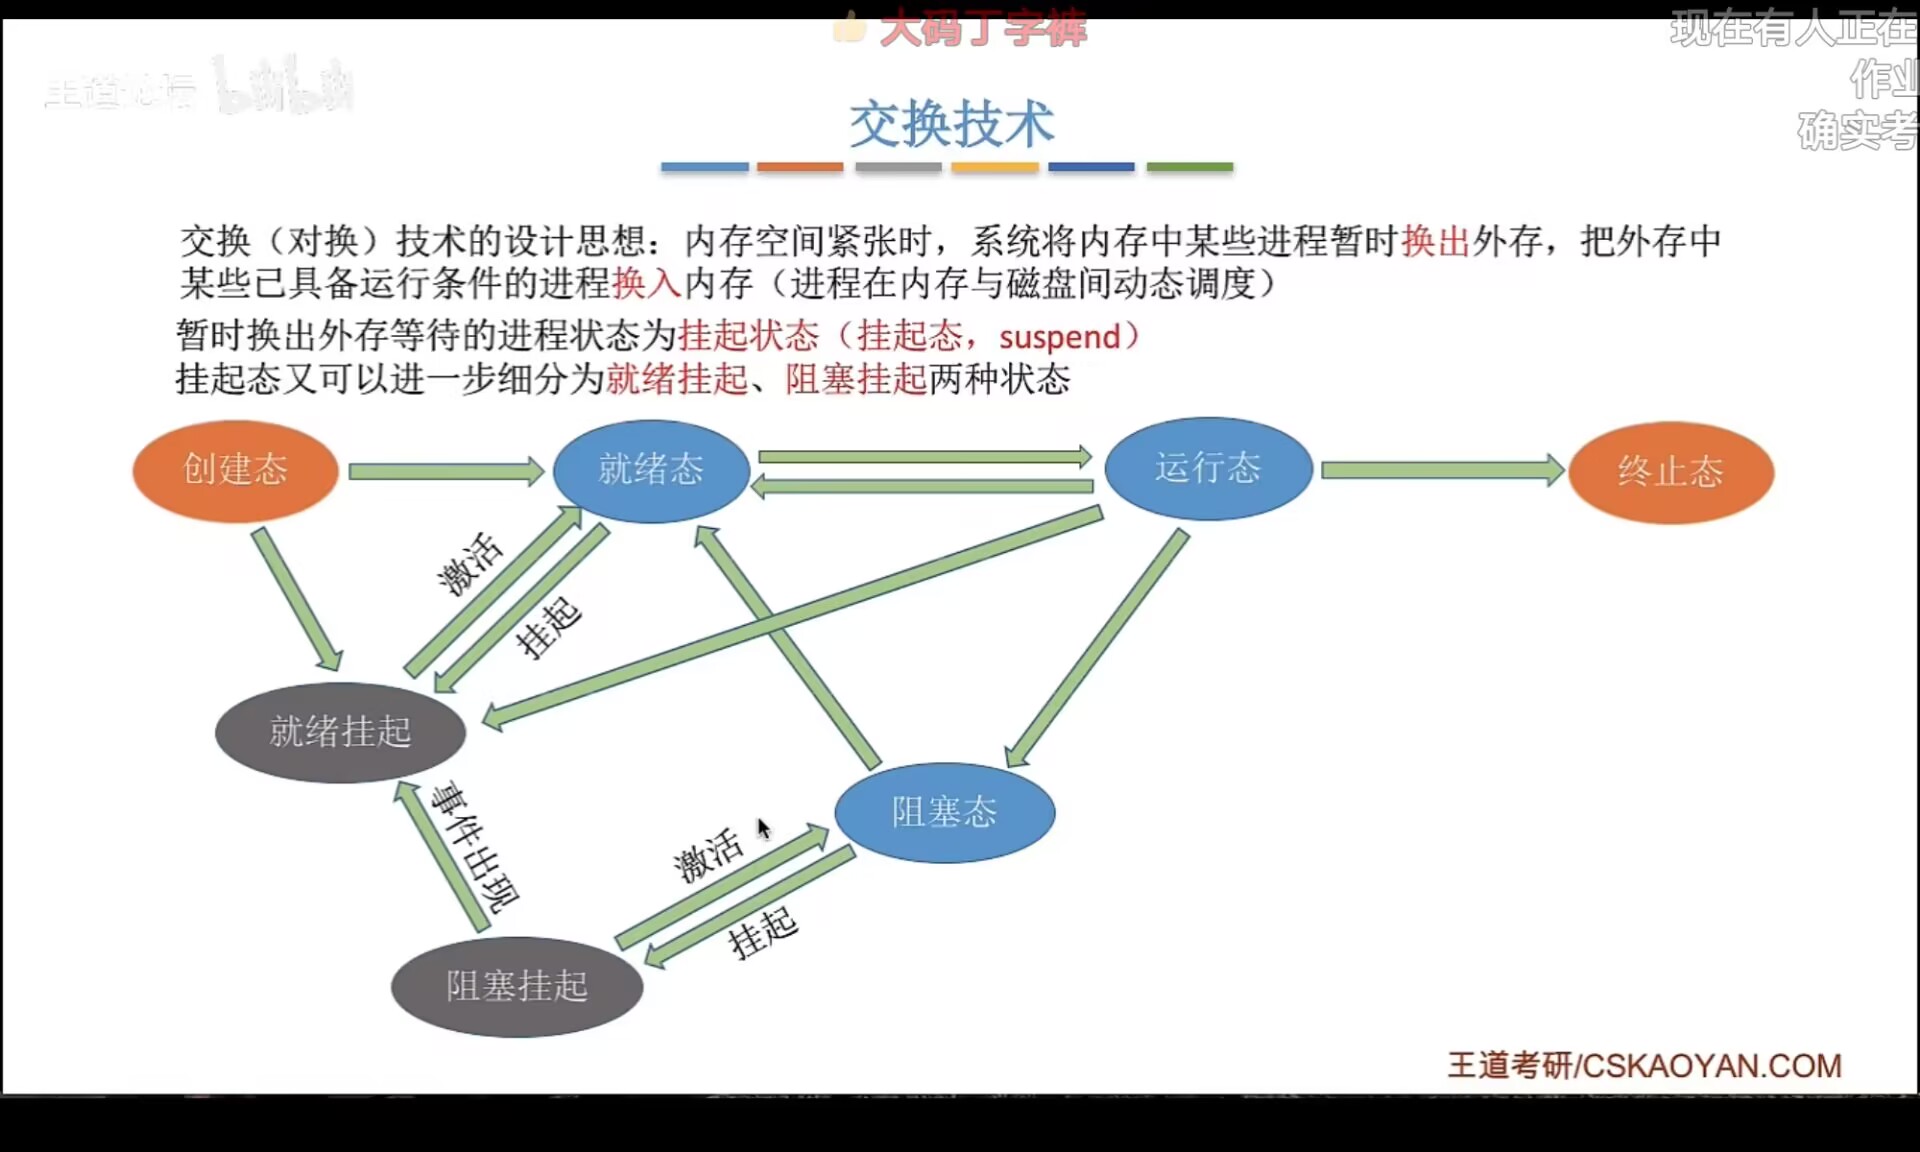 大码丁字裤
现在有人正在
作业
确实考
王道论坛 bilibili
交换技术
交换（对换）技术的设计思想：内存空间紧张时，系统将内存中某些进程暂时换出外存，把外存中
某些已具备运行条件的进程换入内存（进程在内存与磁盘间动态调度）
暂时换出外存等待的进程状态为挂起状态（挂起态，suspend）
挂起态又可以进一步细分为就绪挂起、阻塞挂起两种状态
创建态
就绪态
运行态
终止态
激活
挂起
就绪挂起
事件出现
激活
阻塞态
挂起
阻塞挂起
王道考研/CSKAOYAN.COM